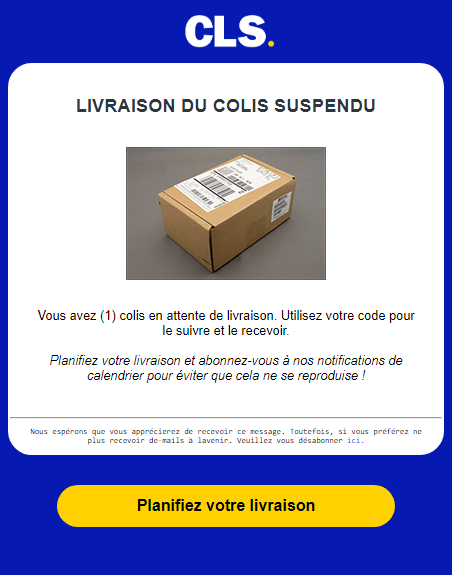 CLS.
LIVRAISON DU COLIS SUSPENDU
Vous avez (1) colis en attente de livraison. Utilisez votre code pour
le suivre et le recevoir.
Planifiez votre livraison et abonnez-vous à nos notifications de
calendrier pour éviter que cela ne se reproduise !
Nous espérons que vous apprécierez de recevoir ce message. Toutefois, si vous préférez ne
plus recevoir de-mails à lavenir. Veuillez vous désabonner ici.
Planifiez votre livraison